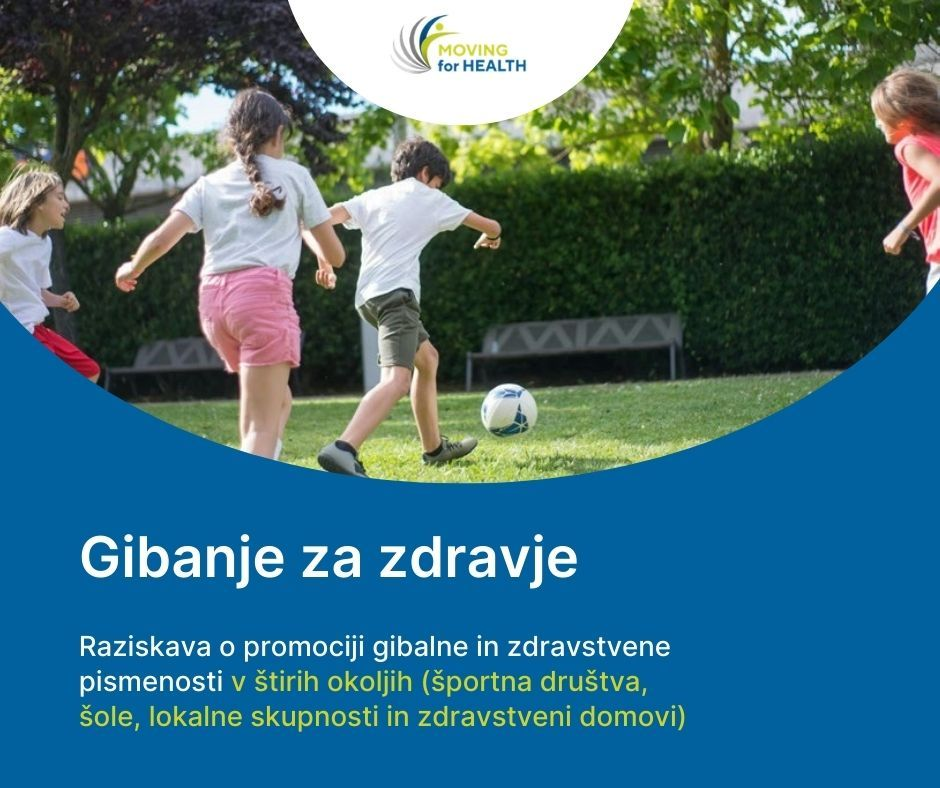 MOVING
for HEALTH
Gibanje za zdravje
Raziskava o promociji gibalne in zdravstvene
pismenosti v štirih okoljih (športna društva,
šole, lokalne skupnosti in zdravstveni domovi)